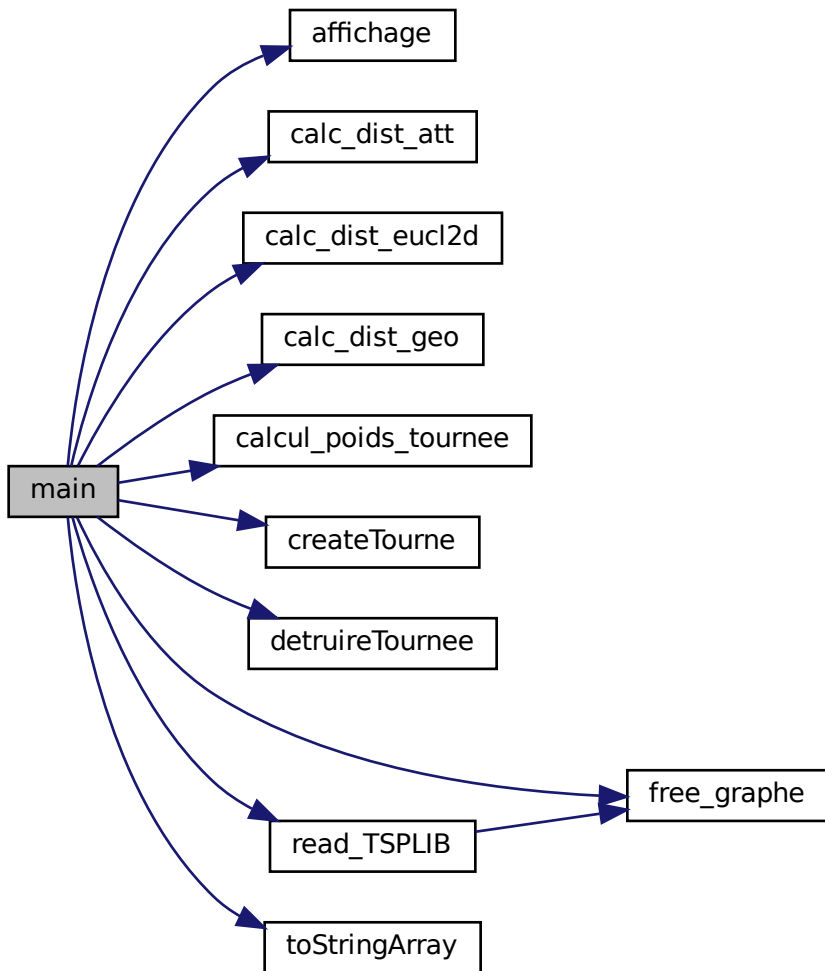 affichage
calc_dist_att
calc_dist_eucl2d
calc_dist_geo
calcul_poids_tournee
main
createTourne
detruireTournee
free_graphe
read_TSPLIB
toStringArray